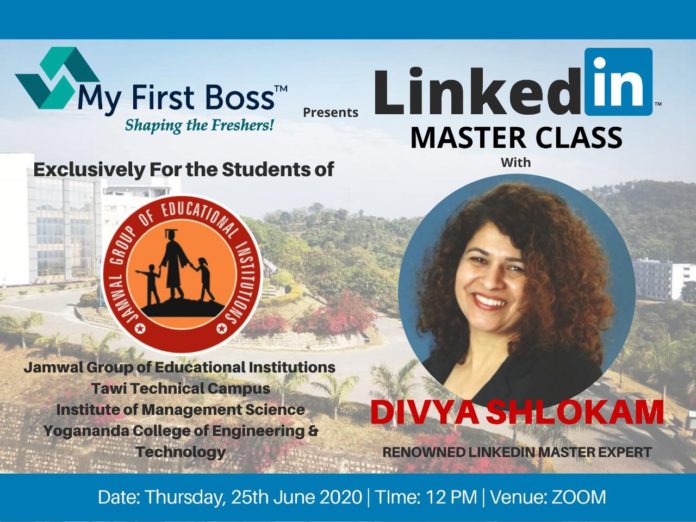 My First Boss™
Shaping the Freshers!
Presents
Linkedin™
MASTER CLASS
With
Exclusively For the Students of
JAMWAL GROUP OF EDUCATIONAL INSTITUTIONS
Jamwal Group of Educational Institutions
Tawi Technical Campus
Institute of Management Science
Yogananda College of Engineering &
Technology
DIVYA SHLOKAM
RENOWNED LINKEDIN MASTER EXPERT
Date: Thursday, 25th June 2020 | TIme: 12 PM | Venue: ZOOM